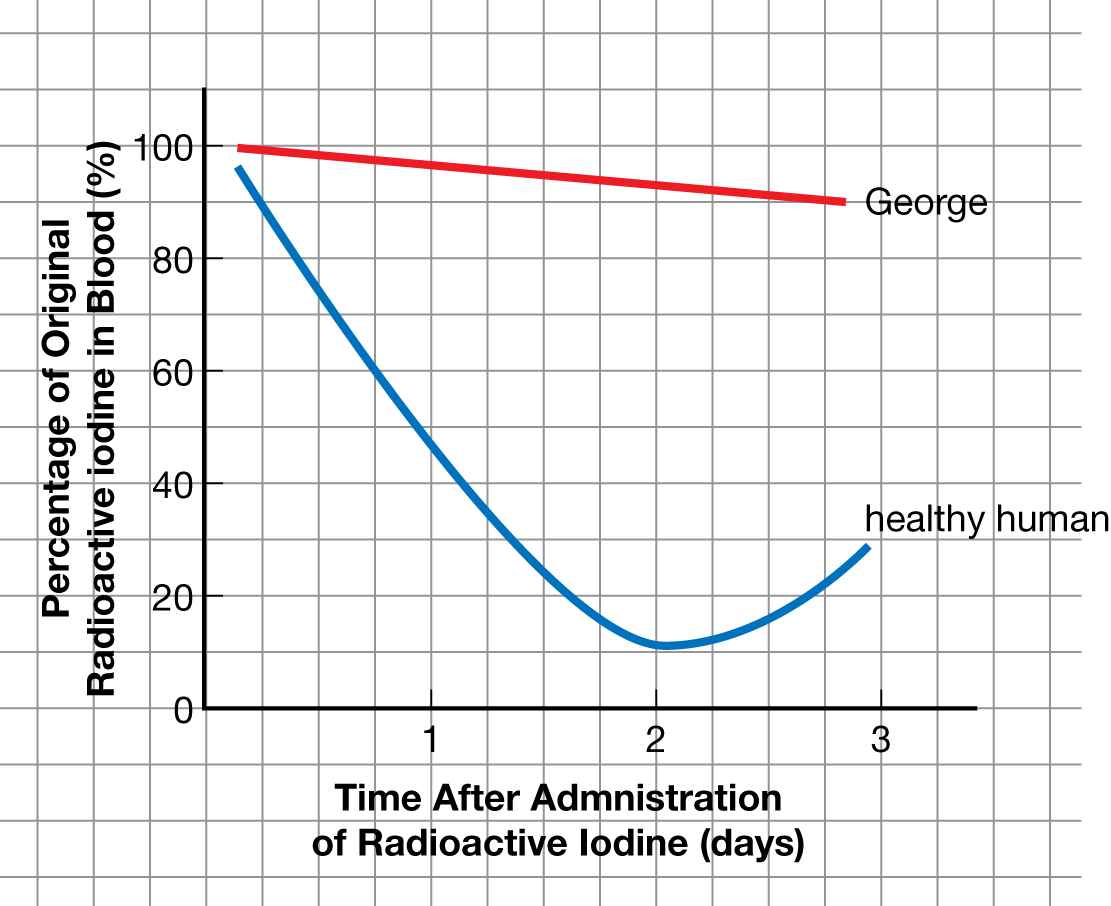 Percentage of Original
Radioactive iodine in Blood (%)
100
80
60
40
20
0
George
healthy human
1
2
3
Time After Admnistration
of Radioactive Iodine (days)